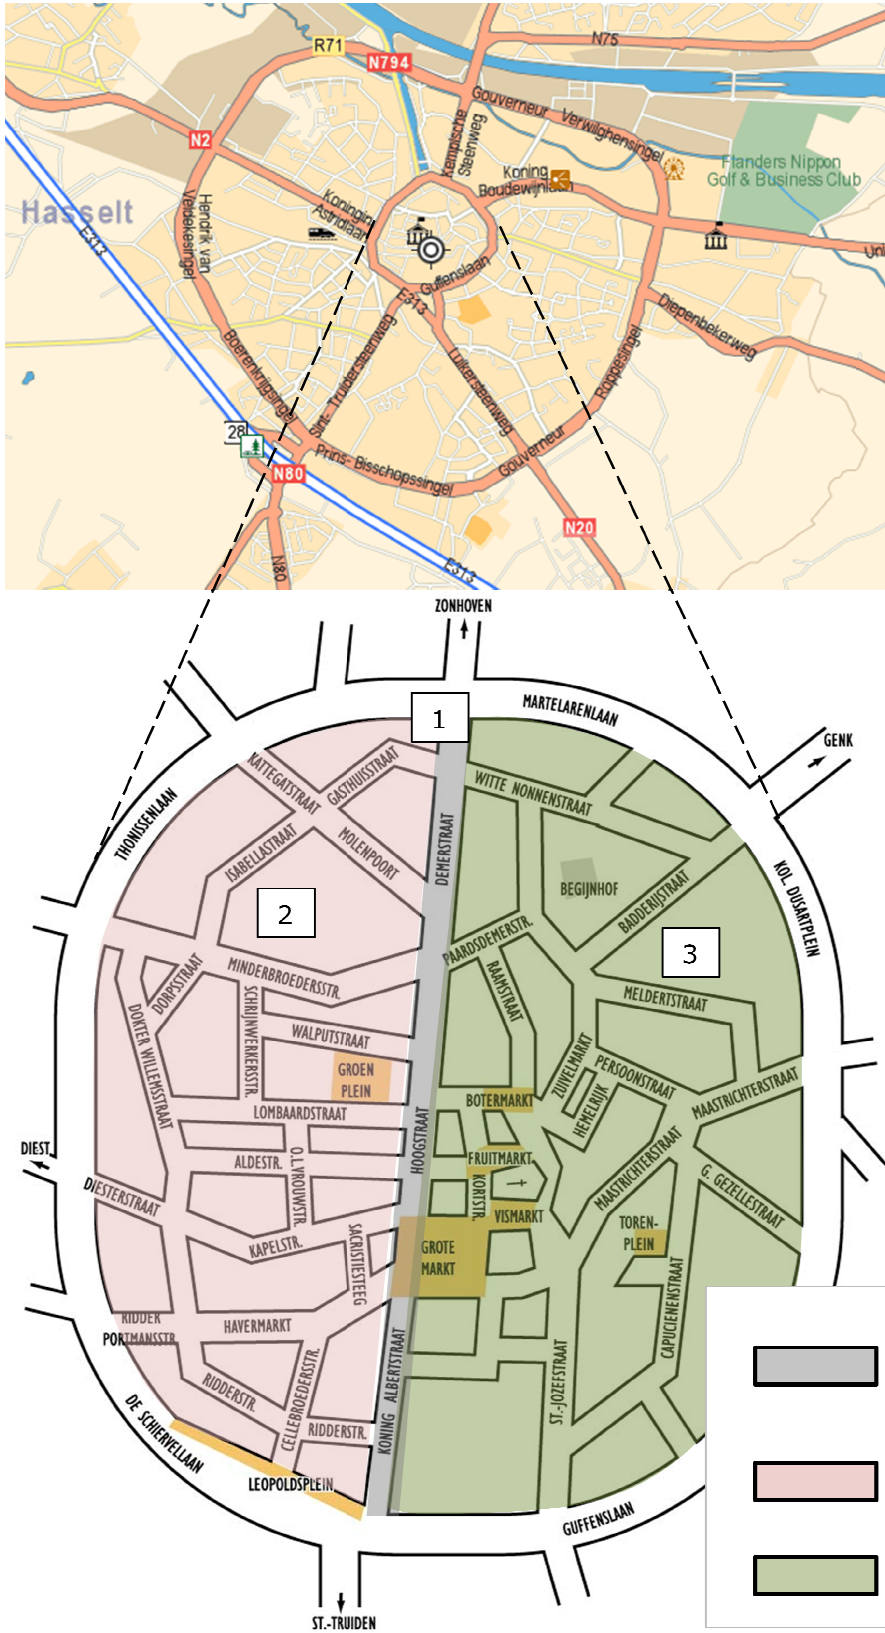 R71
N794
N75
Gouverneur Verwilghensingel
Kempische
Steenweg
N2
Koning
Boudewijnlaan
Flanders Nippon
Golf & Business Club
Hasselt
E313
Hendrik van
Veldekesingel
Koningin
Astridlaan
Guffenslaan
E313
Uni
Diepenbekerweg
Boerenkrijgsingel
Sint- Truidersteenweg
Luikersteenweg
Gouverneur Roppesingel
28
N80
Prins- Bisschopssingel
N20
N80
E313
ZONHOVEN
1
MARTELARENLAAN
GENK
THONISSENLAAN
KATTEGATSTRAAT
GASTHUISSTRAAT
WITTE NONNENSTRAAT
ISABELLASTRAAT
MOLENPOORT
DEMERSTRAAT
BEGIJNHOF
BADDERIJSTRAAT
KOL. DUSARTPLEIN
2
3
PAARDSDEMERSTR.
MINDERBROEDERSSTR.
DORPSSTRAAT
RAAMSTRAAT
MELDERTSTRAAT
DOKTER WILLEMSSTRAAT
SCHRIJNWERKERSSTR.
WALPUTSTRAAT
GROEN
PLEIN
ZUIVELMARKT
PERSOONSTRAAT
MAASTRICHTERSTRAAT
BOTERMARKT
HEMELRIJK
LOMBAARDSTRAAT
HOOGSTRAAT
DIEST
ALDESTR.
O.L.VROUWSTR.
FRUITMARKT
MAASTRICHTERSTRAAT
G. GEZELLESTRAAT
DIESTERSTRAAT
KORTSTR.
VISMARKT
TOREN-
PLEIN
KAPELSTR.
SACRISTIESTEEG
GROTE
MARKT
CAPUCIENENSTRAAT
RIDDER
PORTMANSSTR.
HAVERMARKT
KONING ALBERTSTRAAT
ST.-JOZEFSTRAAT
RIDDERSTR.
CELLEBROEDERSSTR.
RIDDERSTR.
DE SCHIERVELLAAN
LEOPOLDSPLEIN
GUFFENSLAAN
ST.-TRUIDEN